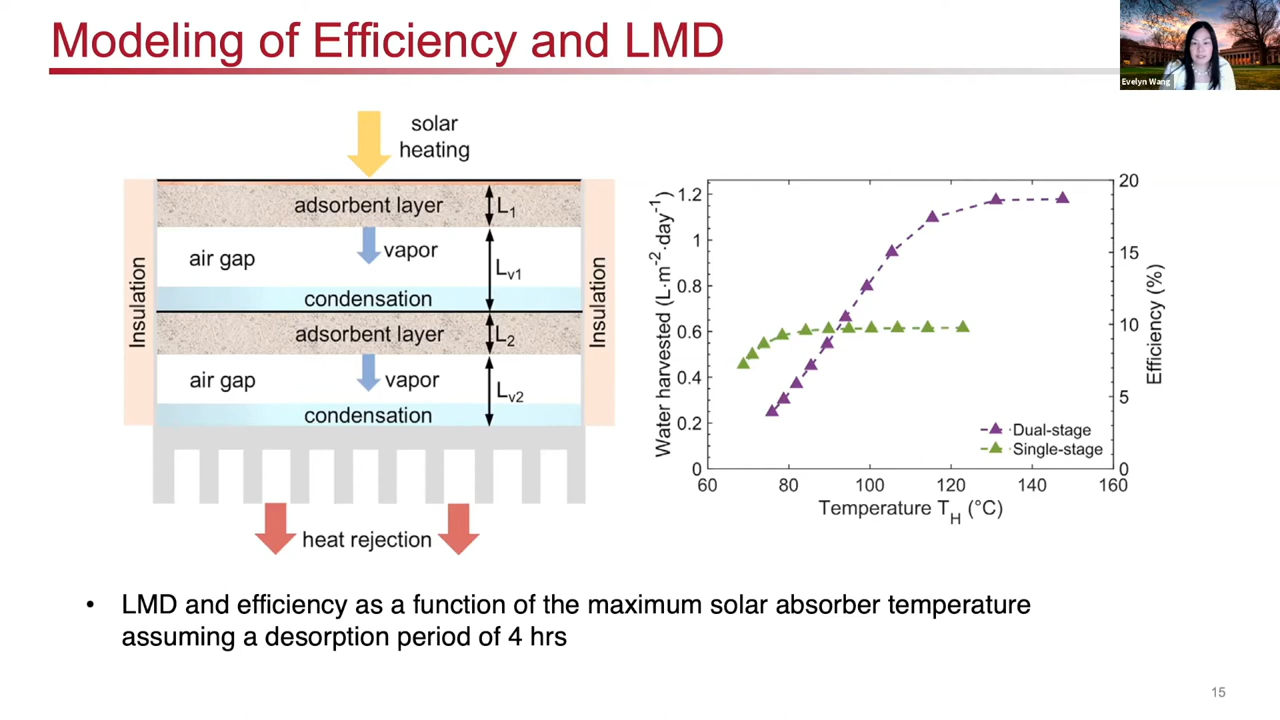 Modeling of Efficiency and LMD
Evelyn Wang
solar
heating
adsorbent layer
L1
vapor
air gap
Lv1
condensation
Insulation
Insulation
adsorbent layer
L2
air gap
vapor
Lv2
condensation
heat rejection
Water harvested (L·m-2·day-1)
1.2
1
0.8
0.6
0.4
0.2
0
20
15
10
5
0
Efficiency (%)
Dual-stage
Single-stage
60
80
100
120
140
160
Temperature TH (°C)
• LMD and efficiency as a function of the maximum solar absorber temperature
assuming a desorption period of 4 hrs
15